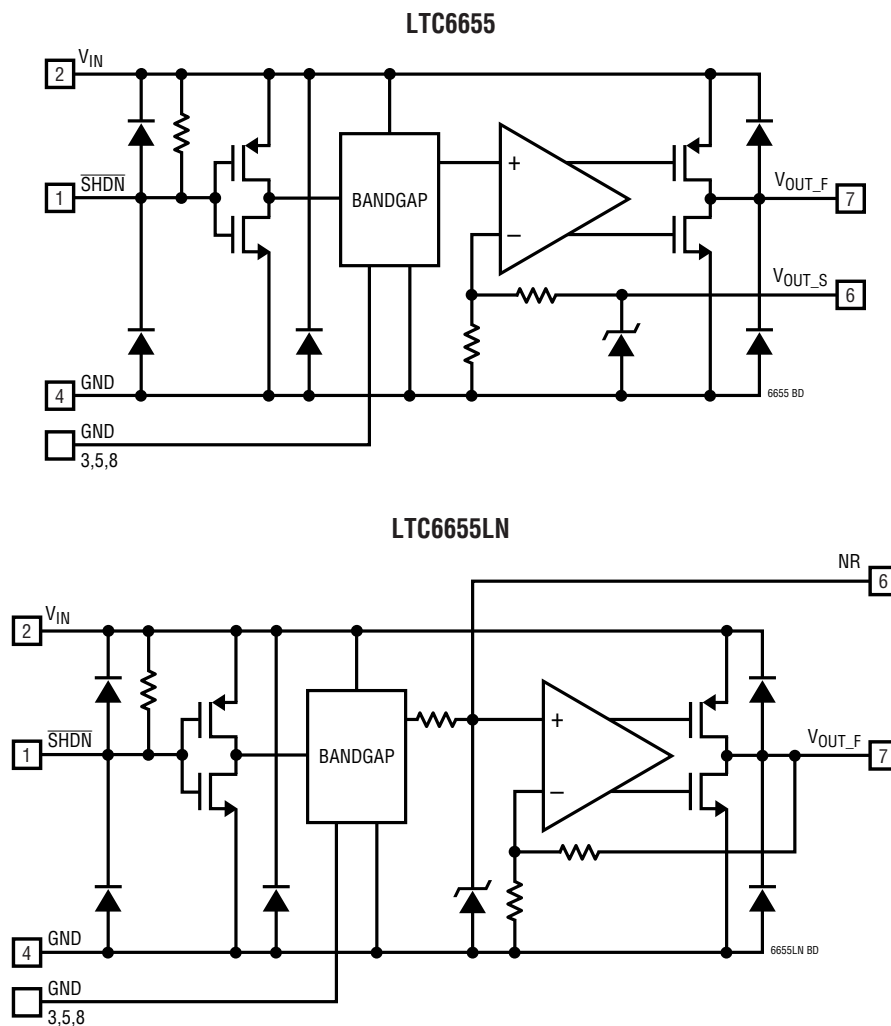 LTC6655
2 VIN
1 SHDN
BANDGAP
+
–
VOUT_F 7
VOUT_S 6
4 GND
6655 BD
GND
3,5,8
LTC6655LN
NR 6
2 VIN
1 SHDN
BANDGAP
+
–
VOUT_F 7
4 GND
6655LN BD
GND
3,5,8